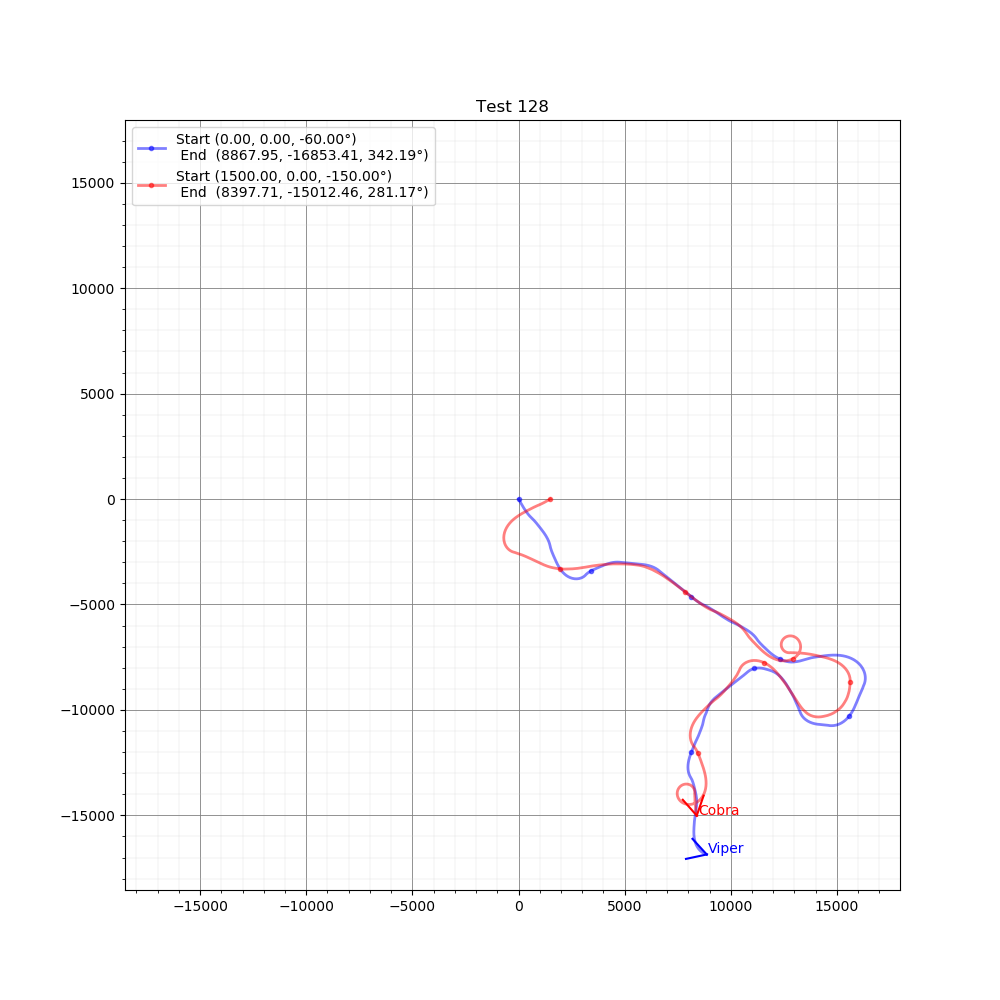 Test 128
Start (0.00, 0.00, -60.00°)
End (8867.95, -16853.41, 342.19°)
Start (1500.00, 0.00, -150.00°)
End (8397.71, -15012.46, 281.17°)
15000
10000
5000
0
−5000
−10000
−15000
Cobra
Viper
−15000 −10000 −5000 0 5000 10000 15000